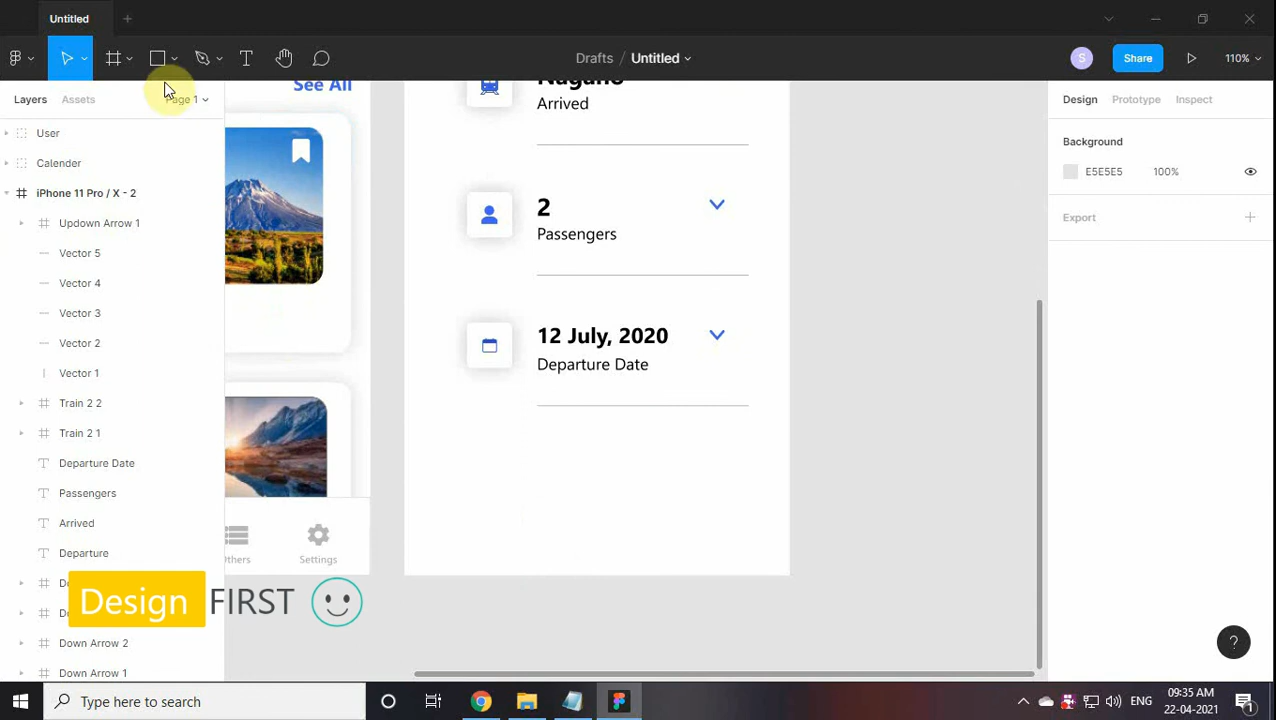 Untitled
Drafts / Untitled
S
Share
110%
Layers
Assets
Page 1
User
Calender
iPhone 11 Pro / X - 2
Updown Arrow 1
Vector 5
Vector 4
Vector 3
Vector 2
Vector 1
Train 2 2
Train 2 1
Departure Date
Passengers
Arrived
Departure
Down Arrow 2
Down Arrow 1
See All
Settings
Nagano
Arrived
2
Passengers
12 July, 2020
Departure Date
Design
Prototype
Inspect
Background
E5E5E5
100%
Export
Design FIRST
?
Type here to search
ENG
09:35 AM
22-04-2021
1